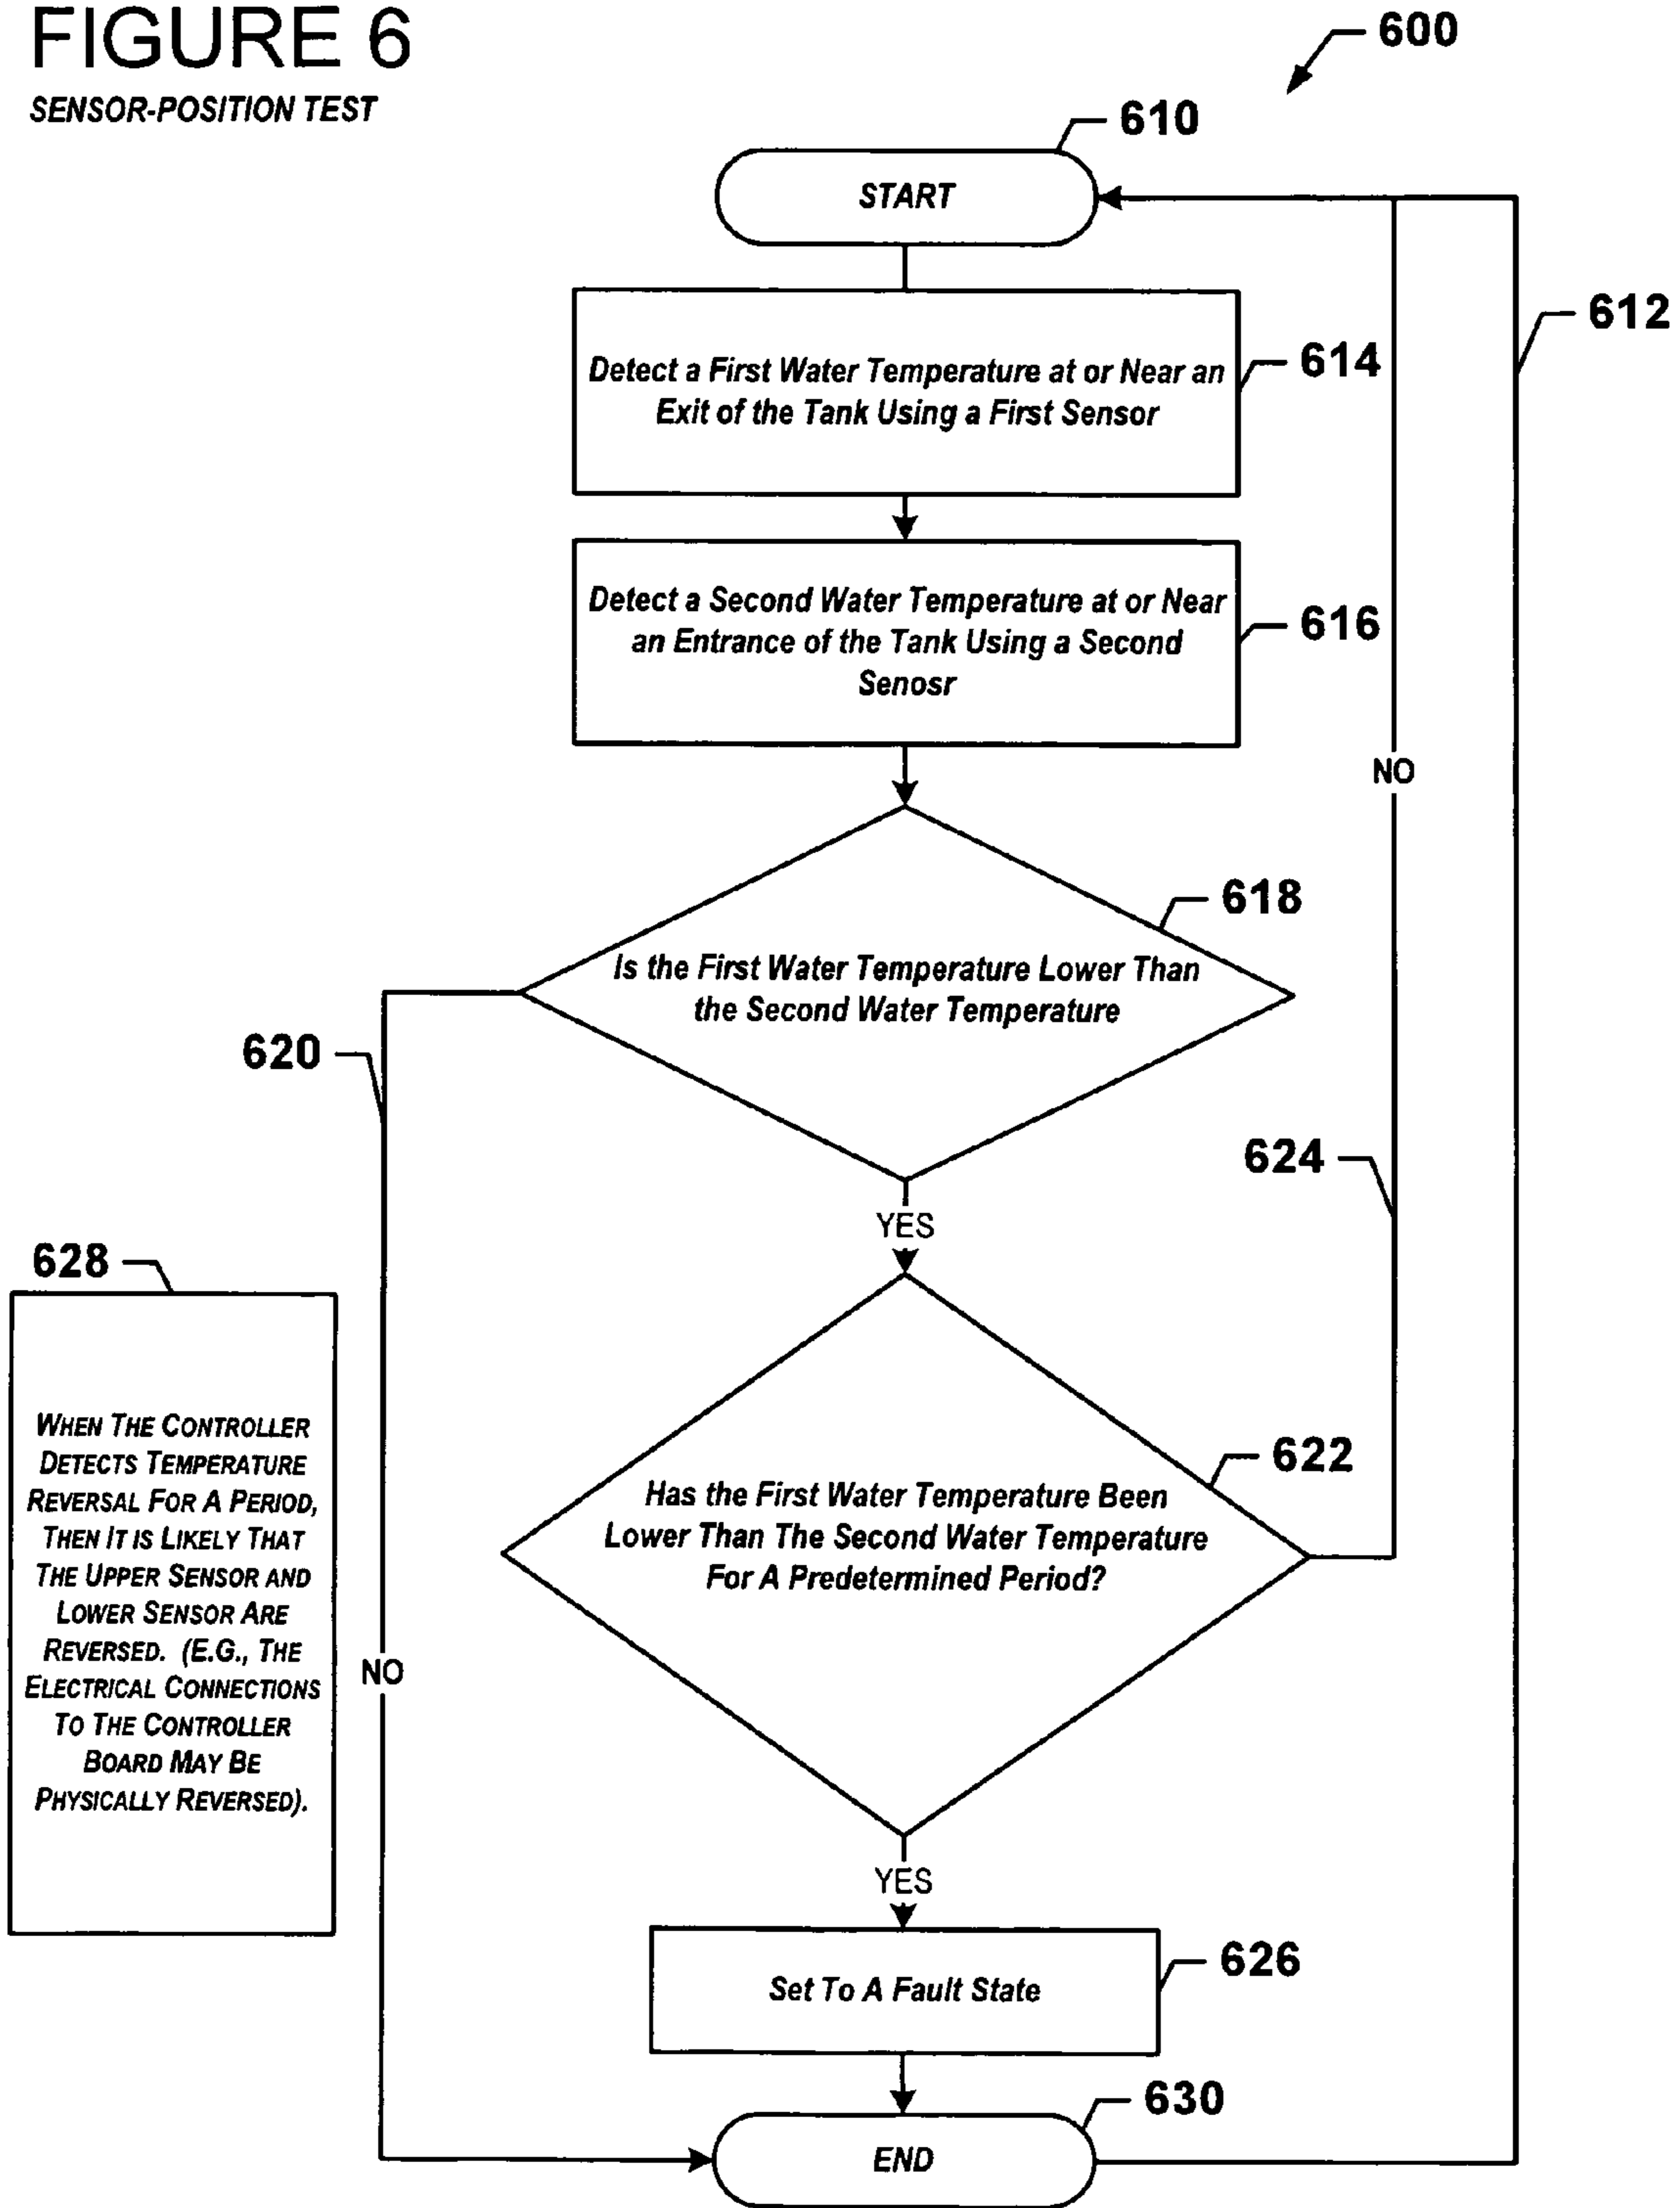 FIGURE 6
SENSOR-POSITION TEST
600
610
START
612
Detect a First Water Temperature at or Near an
Exit of the Tank Using a First Sensor
614
Detect a Second Water Temperature at or Near
an Entrance of the Tank Using a Second
Senosr
616
NO
618
Is the First Water Temperature Lower Than
the Second Water Temperature
620
624
YES
628
WHEN THE CONTROLLER
DETECTS TEMPERATURE
REVERSAL FOR A PERIOD,
THEN IT IS LIKELY THAT
THE UPPER SENSOR AND
LOWER SENSOR ARE
REVERSED. (E.G., THE
ELECTRICAL CONNECTIONS
TO THE CONTROLLER
BOARD MAY BE
PHYSICALLY REVERSED).
622
Has the First Water Temperature Been
Lower Than The Second Water Temperature
For A Predetermined Period?
NO
YES
626
Set To A Fault State
630
END